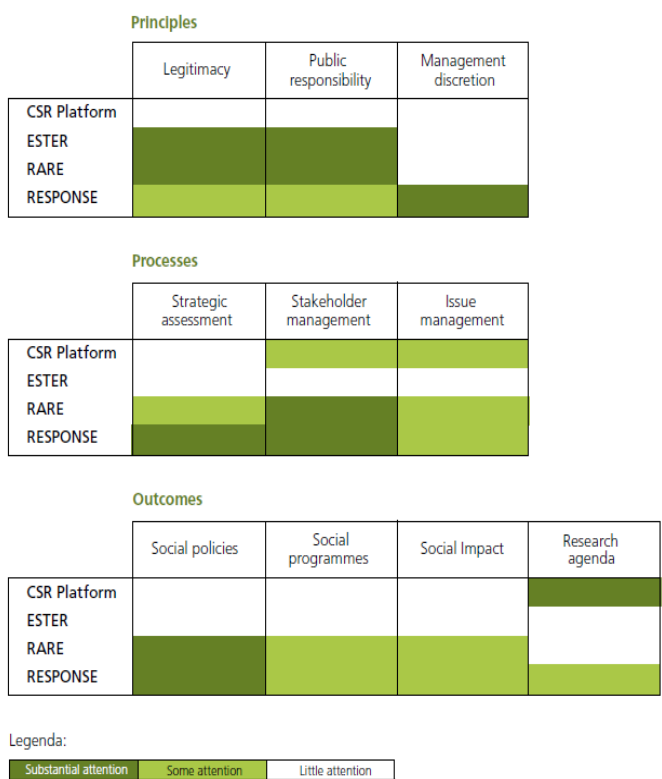 Principles
Legitimacy
Public
responsibility
Management
discretion
CSR Platform
ESTER
RARE
RESPONSE
Processes
Strategic
assessment
Stakeholder
management
Issue
management
CSR Platform
ESTER
RARE
RESPONSE
Outcomes
Social policies
Social
programmes
Social Impact
Research
agenda
CSR Platform
ESTER
RARE
RESPONSE
Legenda:
Substantial attention
Some attention
Little attention